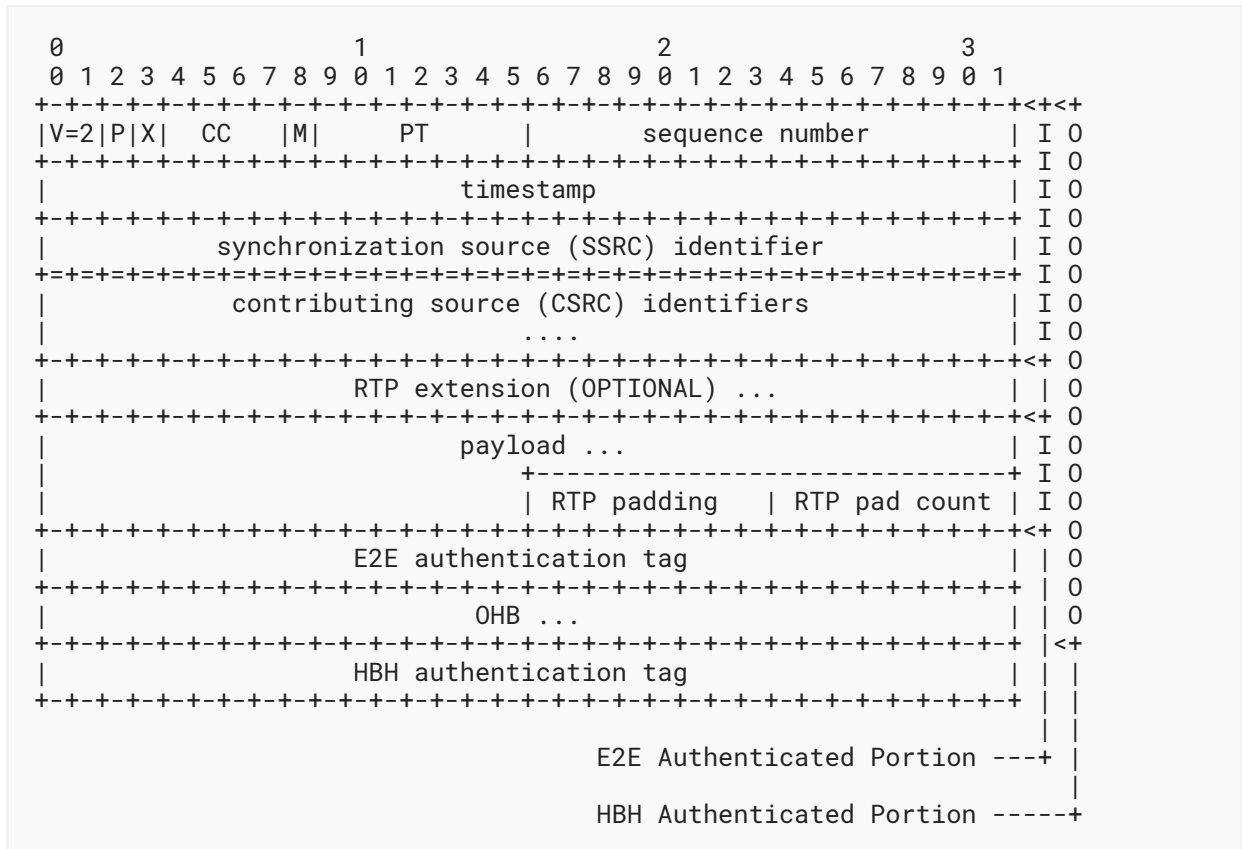 0                   1                   2                   3
 0 1 2 3 4 5 6 7 8 9 0 1 2 3 4 5 6 7 8 9 0 1 2 3 4 5 6 7 8 9 0 1
+-+-+-+-+-+-+-+-+-+-+-+-+-+-+-+-+-+-+-+-+-+-+-+-+-+-+-+-+-+-+-+-+<+<+
|V=2|P|X|  CC   |M|     PT      |       sequence number         | I O
+-+-+-+-+-+-+-+-+-+-+-+-+-+-+-+-+-+-+-+-+-+-+-+-+-+-+-+-+-+-+-+-+ I O
|                           timestamp                           | I O
+-+-+-+-+-+-+-+-+-+-+-+-+-+-+-+-+-+-+-+-+-+-+-+-+-+-+-+-+-+-+-+-+ I O
|           synchronization source (SSRC) identifier            | I O
+=+=+=+=+=+=+=+=+=+=+=+=+=+=+=+=+=+=+=+=+=+=+=+=+=+=+=+=+=+=+=+=+ I O
|            contributing source (CSRC) identifiers             | I O
|                               ....                            | I O
+-+-+-+-+-+-+-+-+-+-+-+-+-+-+-+-+-+-+-+-+-+-+-+-+-+-+-+-+-+-+-+-+<+ O
|                    RTP extension (OPTIONAL) ...               | | O
+-+-+-+-+-+-+-+-+-+-+-+-+-+-+-+-+-+-+-+-+-+-+-+-+-+-+-+-+-+-+-+-+<+ O
|                           payload ...                         | I O
|                               +-------------------------------+ I O
|                               | RTP padding   | RTP pad count | I O
+-+-+-+-+-+-+-+-+-+-+-+-+-+-+-+-+-+-+-+-+-+-+-+-+-+-+-+-+-+-+-+-+<+ O
|                    E2E authentication tag                     | | O
+-+-+-+-+-+-+-+-+-+-+-+-+-+-+-+-+-+-+-+-+-+-+-+-+-+-+-+-+-+-+-+-+ | O
|                            OHB ...                            | | O
+-+-+-+-+-+-+-+-+-+-+-+-+-+-+-+-+-+-+-+-+-+-+-+-+-+-+-+-+-+-+-+-+ |<+
|                    HBH authentication tag                     | | |
+-+-+-+-+-+-+-+-+-+-+-+-+-+-+-+-+-+-+-+-+-+-+-+-+-+-+-+-+-+-+-+-+ | |
                                                                  | |
                                    E2E Authenticated Portion ---+ |
                                                                    |
                                    HBH Authenticated Portion -----+